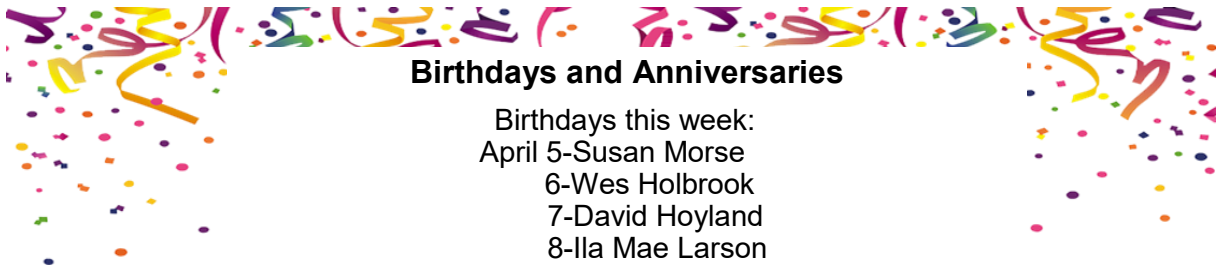 Birthdays and Anniversaries
Birthdays this week:
April 5-Susan Morse
6-Wes Holbrook
7-David Hoyland
8-Ila Mae Larson